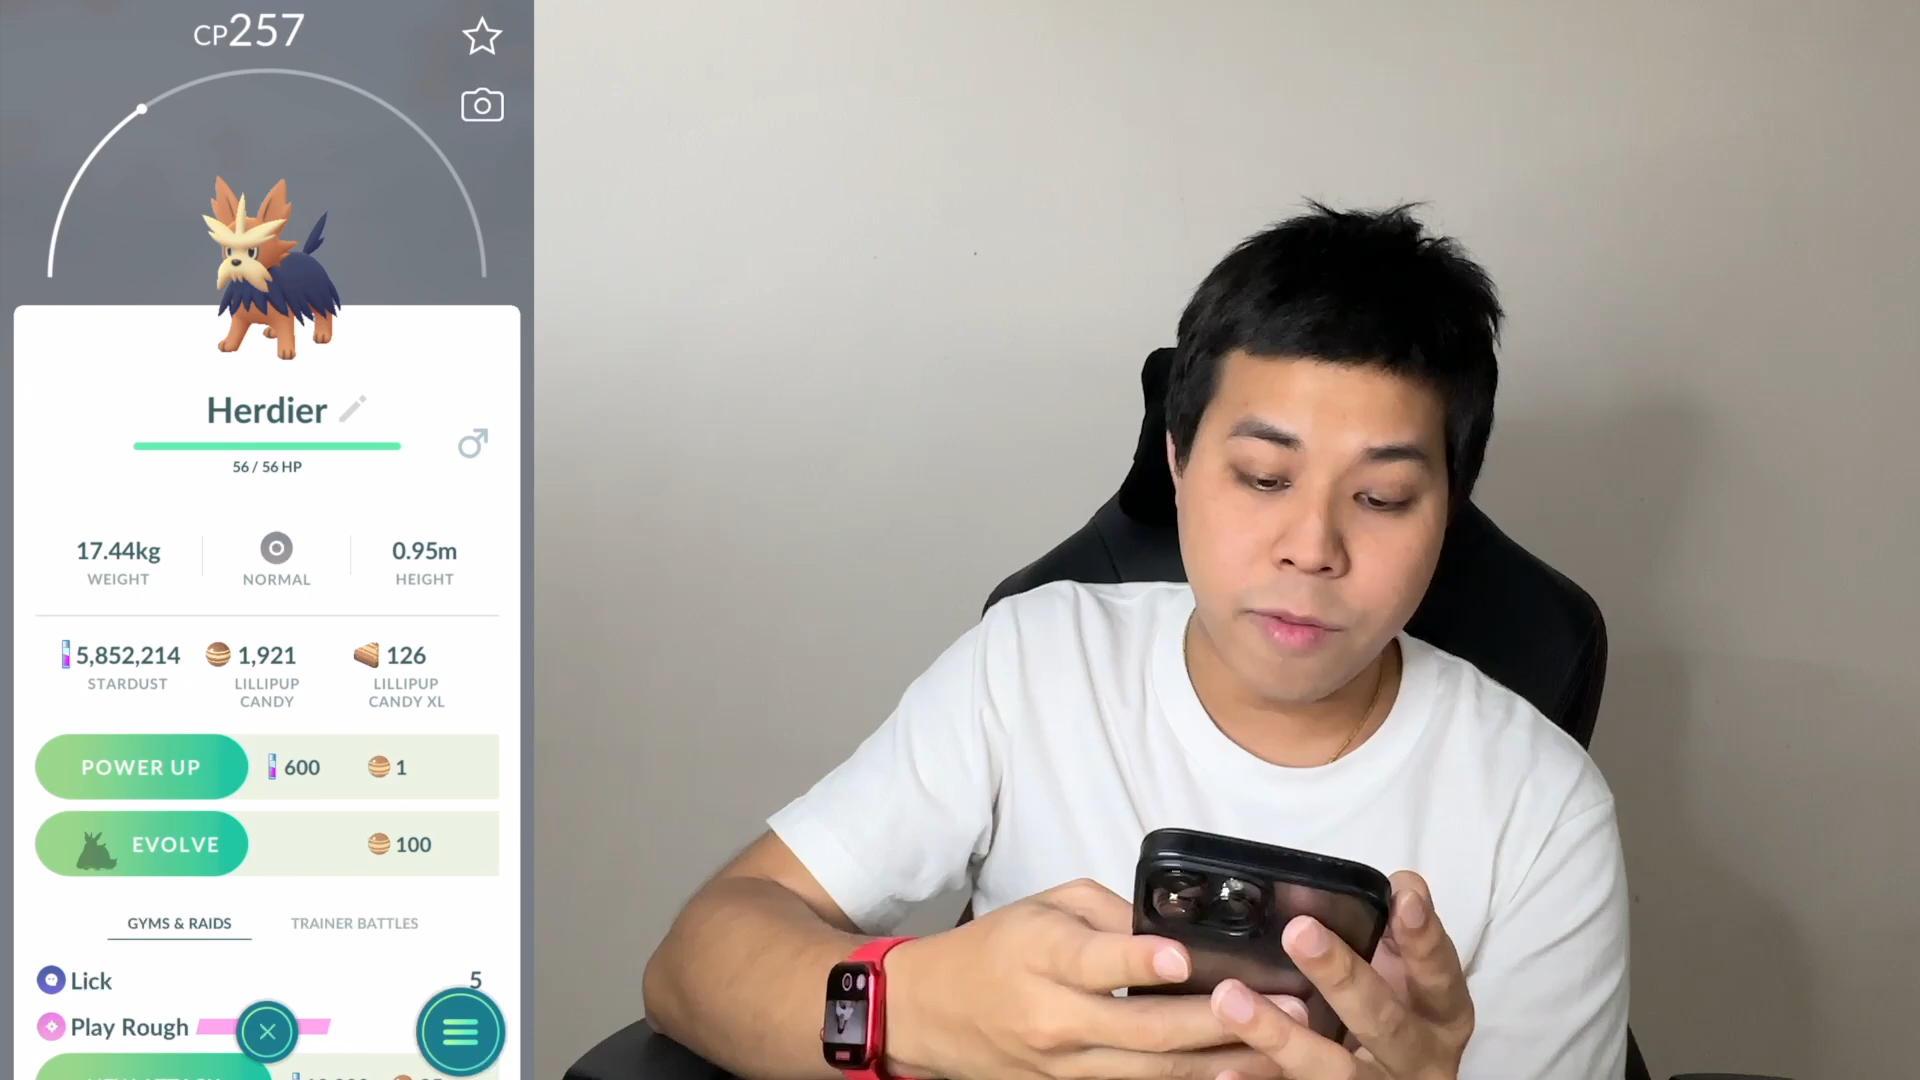 CP257
Herdier
56 / 56 HP
17.44kg
WEIGHT
NORMAL
0.95m
HEIGHT
5,852,214
STARDUST
1,921
LILLIPUP
CANDY
126
LILLIPUP
CANDY XL
POWER UP 600 1
EVOLVE 100
GYMS & RAIDS TRAINER BATTLES
Lick 5
Play Rough